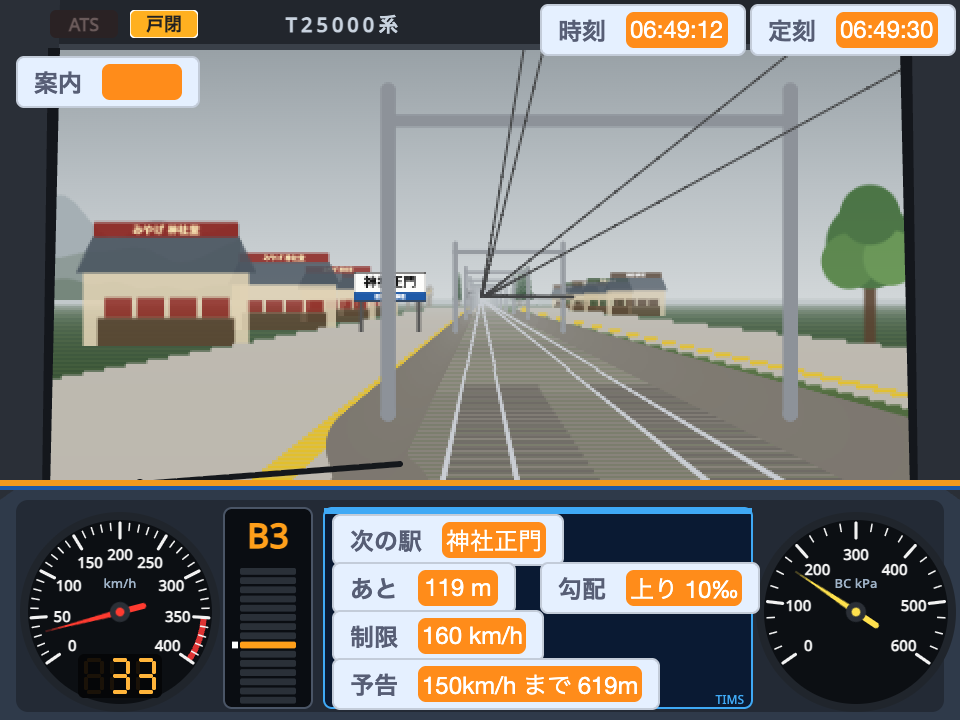 ATS 戸閉 T25000系
時刻 06:49:12
定刻 06:49:30
案内
みやげ 神社堂
神社正門
B3
0 50 100 150 200 250 300 350 400
km/h
33
次の駅 神社正門
あと 119 m
勾配 上り 10‰
制限 160 km/h
予告 150km/h まで 619m
TIMS
0 100 200 300 400 500 600
BC kPa